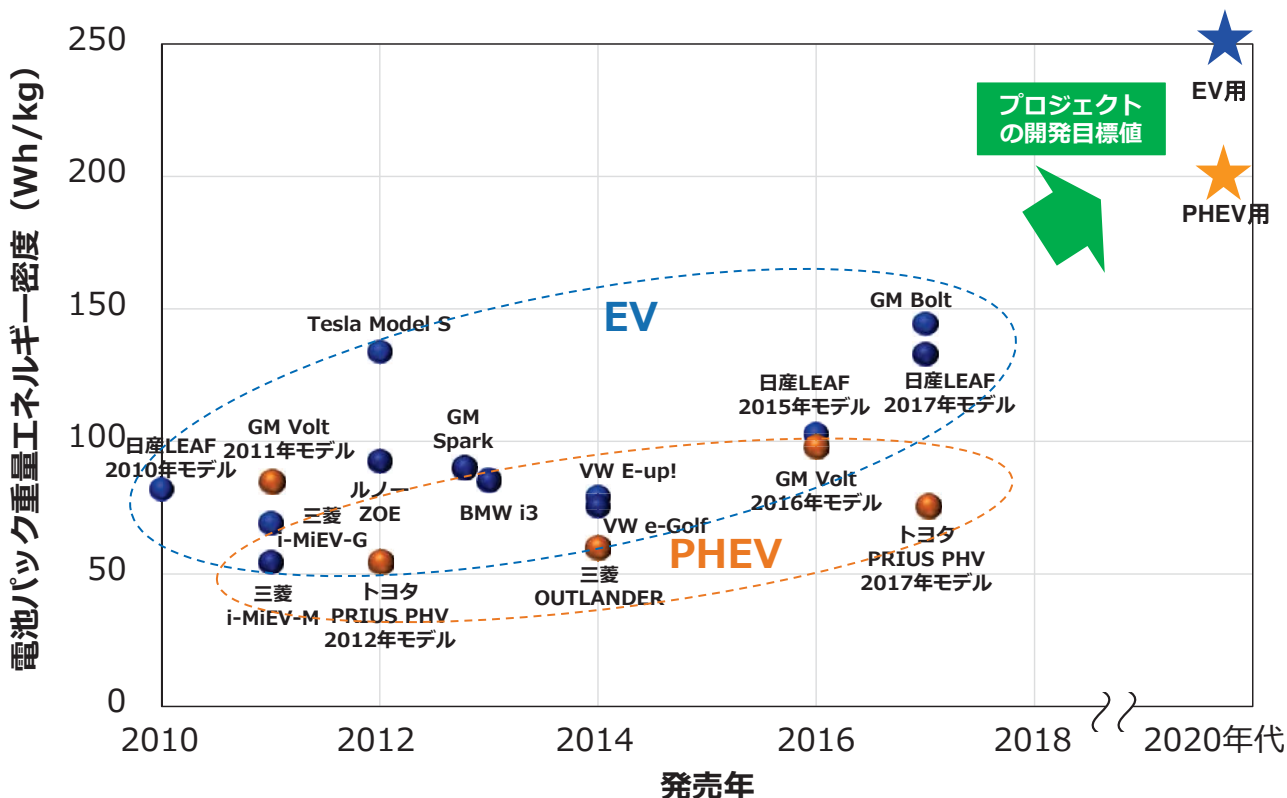 電池パック重量エネルギー密度（Wh/kg）
250
200
150
100
50
0
プロジェクト
の開発目標値
EV用
PHEV用
EV
PHEV
Tesla Model S
GM Bolt
日産LEAF
2017年モデル
日産LEAF
2015年モデル
GM Volt
2016年モデル
日産LEAF
2010年モデル
GM Volt
2011年モデル
ルノー
ZOE
GM
Spark
BMW i3
VW E-up!
VW e-Golf
三菱
i-MiEV-G
三菱
i-MiEV-M
トヨタ
PRIUS PHV
2012年モデル
三菱
OUTLANDER
トヨタ
PRIUS PHV
2017年モデル
2010
2012
2014
2016
2018
2020年代
発売年